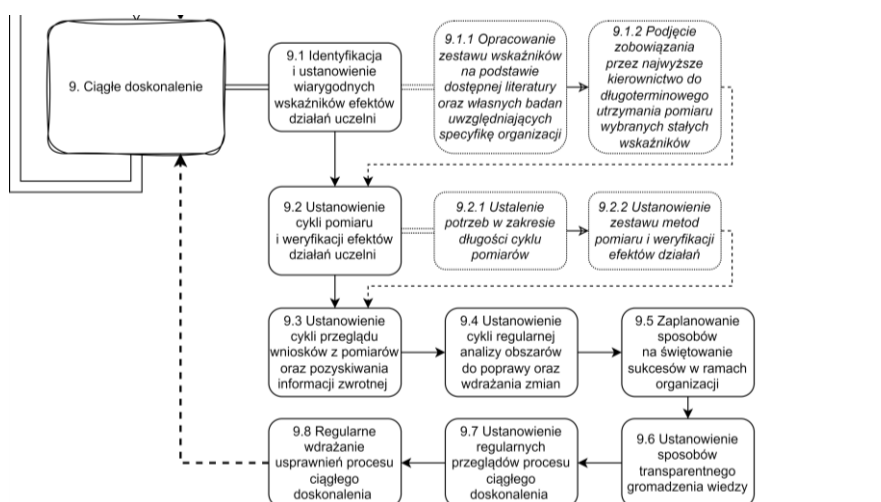 9. Ciągłe doskonalenie
9.1 Identyfikacja
i ustanowienie
wiarygodnych
wskaźników efektów
działań uczelni
9.1.1 Opracowanie
zestawu wskaźników
na podstawie
dostępnej literatury
oraz własnych badan
uwzględniających
specyfikę organizacji
9.1.2 Podjęcie
zobowiązania
przez najwyższe
kierownictwo do
długoterminowego
utrzymania pomiaru
wybranych stałych
wskaźników
9.2 Ustanowienie
cykli pomiaru
i weryfikacji efektów
działań uczelni
9.2.1 Ustalenie
potrzeb w zakresie
długości cyklu
pomiarów
9.2.2 Ustanowienie
zestawu metod
pomiaru i weryfikacji
efektów działań
9.3 Ustanowienie
cykli przeglądu
wniosków z pomiarów
oraz pozyskiwania
informacji zwrotnej
9.4 Ustanowienie
cykli regularnej
analizy obszarów
do poprawy oraz
wdrażania zmian
9.5 Zaplanowanie
sposobów
na świętowanie
sukcesów w ramach
organizacji
9.6 Ustanowienie
sposobów
transparentnego
gromadzenia wiedzy
9.7 Ustanowienie
regularnych
przeglądów procesu
ciągłego
doskonalenia
9.8 Regularne
wdrażanie
usprawnień procesu
ciągłego
doskonalenia